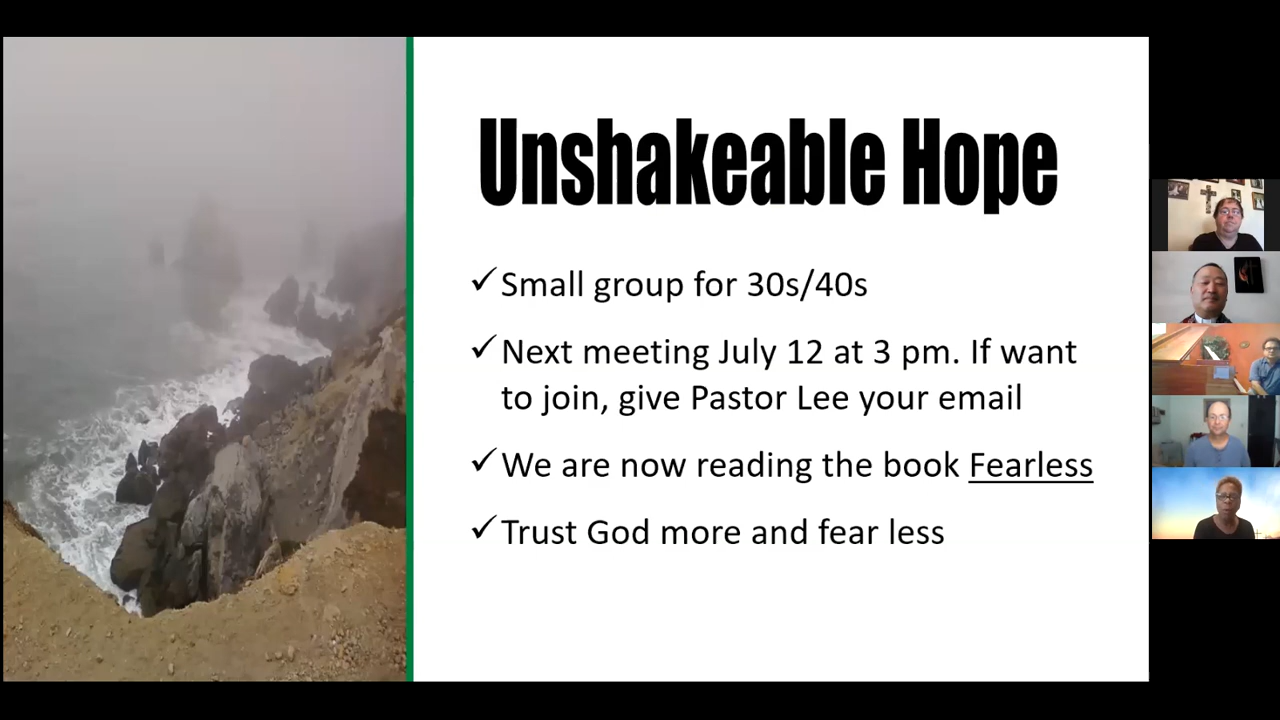 Unshakeable Hope
✓ Small group for 30s/40s
✓ Next meeting July 12 at 3 pm. If want
to join, give Pastor Lee your email
✓ We are now reading the book Fearless
✓ Trust God more and fear less